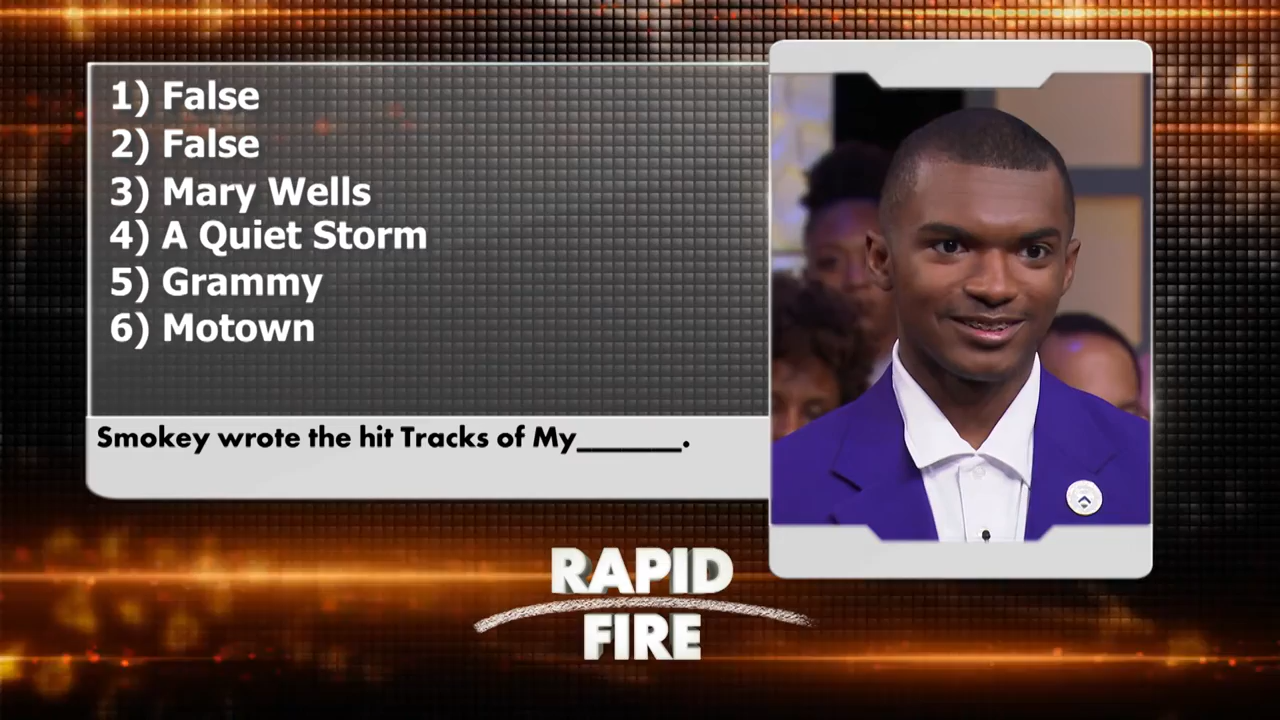 1) False
2) False
3) Mary Wells
4) A Quiet Storm
5) Grammy
6) Motown
Smokey wrote the hit Tracks of My_______.
RAPID
FIRE